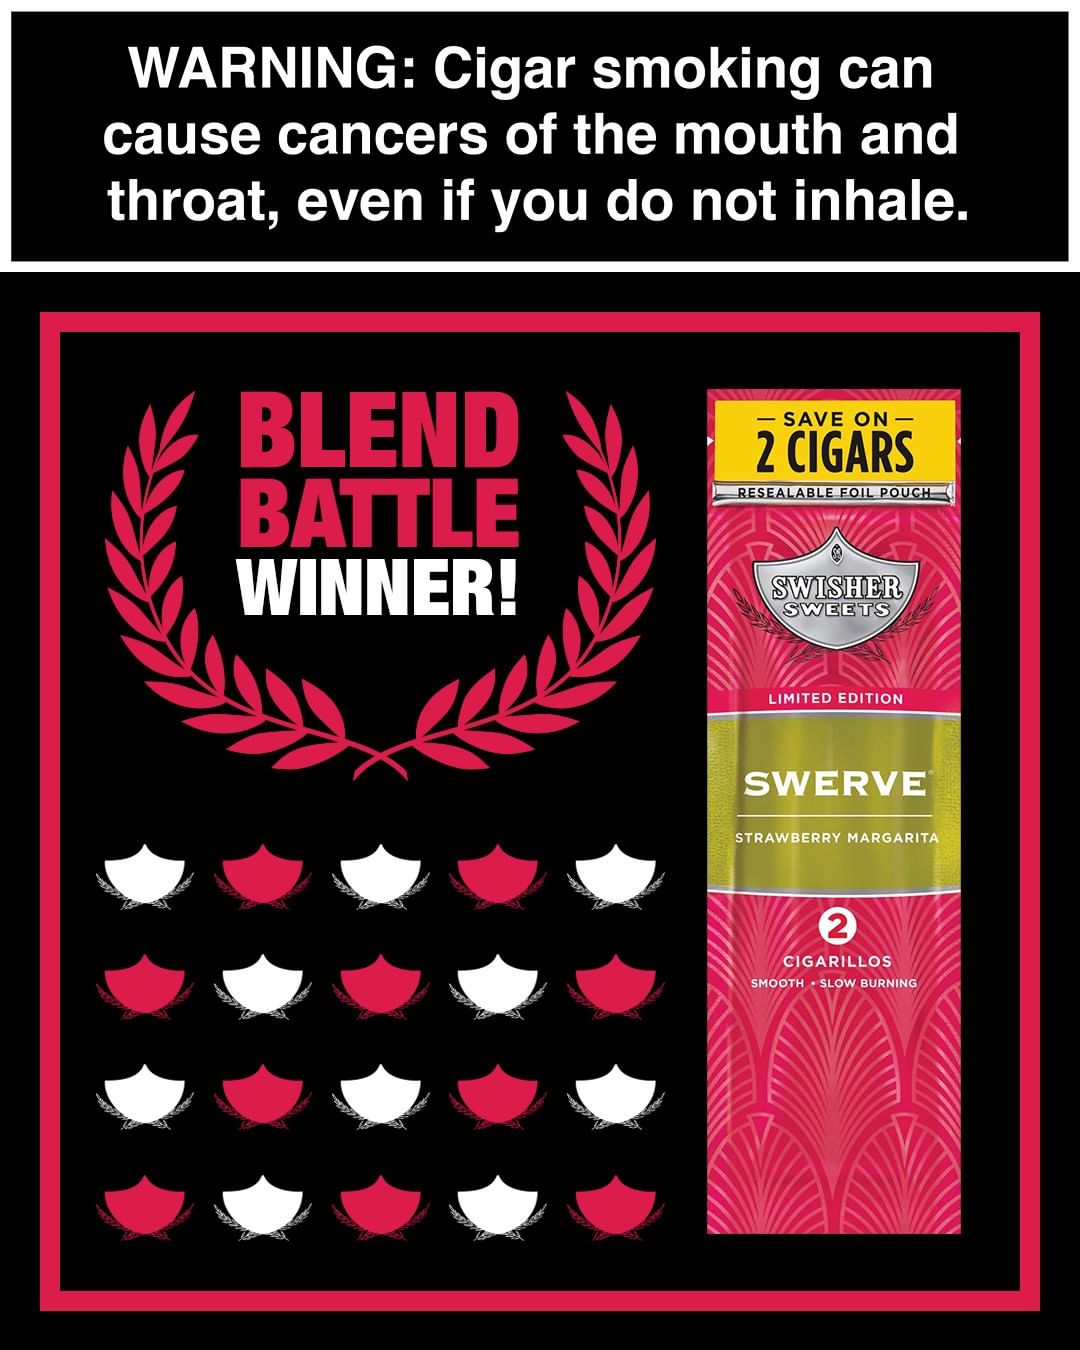 WARNING: Cigar smoking can
cause cancers of the mouth and
throat, even if you do not inhale.
BLEND
BATTLE
WINNER!
— SAVE ON —
2 CIGARS
RESEALABLE FOIL POUCH
SWISHER
SWEETS
LIMITED EDITION
SWERVE
STRAWBERRY MARGARITA
2
CIGARILLOS
SMOOTH • SLOW BURNING